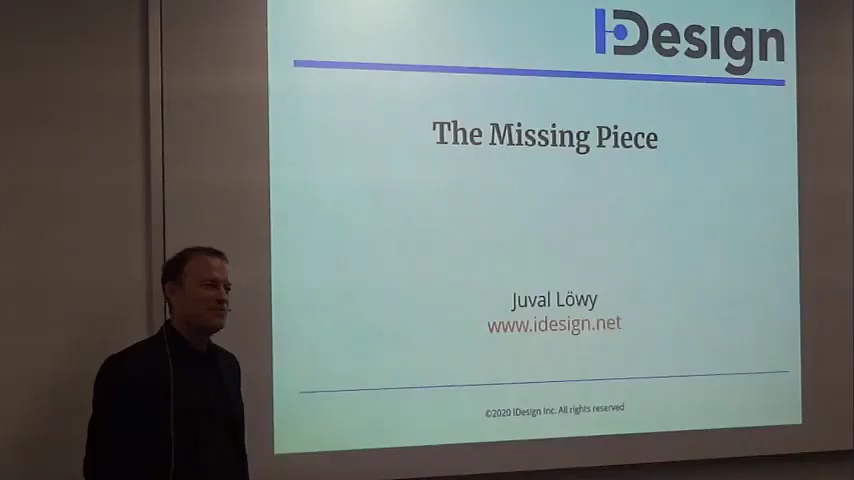 IDesign
The Missing Piece
Juval Löwy
www.idesign.net
©2020 IDesign Inc. All rights reserved